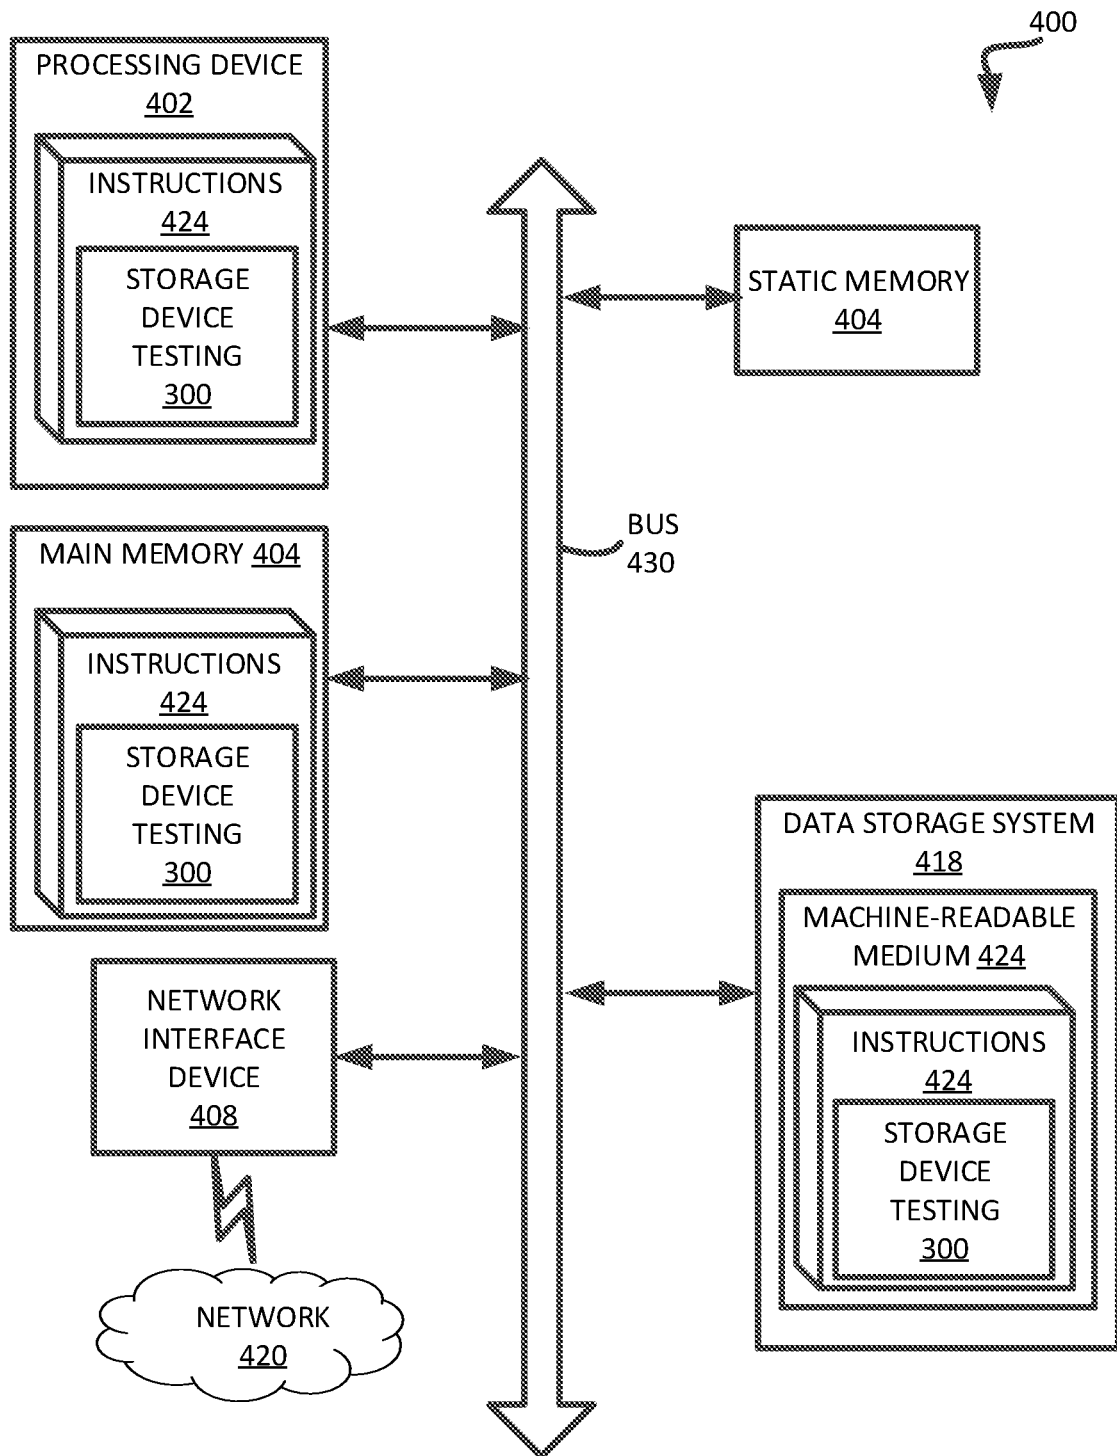 400
PROCESSING DEVICE
402
INSTRUCTIONS
424
STORAGE
DEVICE
TESTING
300
STATIC MEMORY
404
BUS
430
MAIN MEMORY 404
INSTRUCTIONS
424
STORAGE
DEVICE
TESTING
300
DATA STORAGE SYSTEM
418
MACHINE-READABLE
MEDIUM 424
INSTRUCTIONS
424
STORAGE
DEVICE
TESTING
300
NETWORK
INTERFACE
DEVICE
408
NETWORK
420